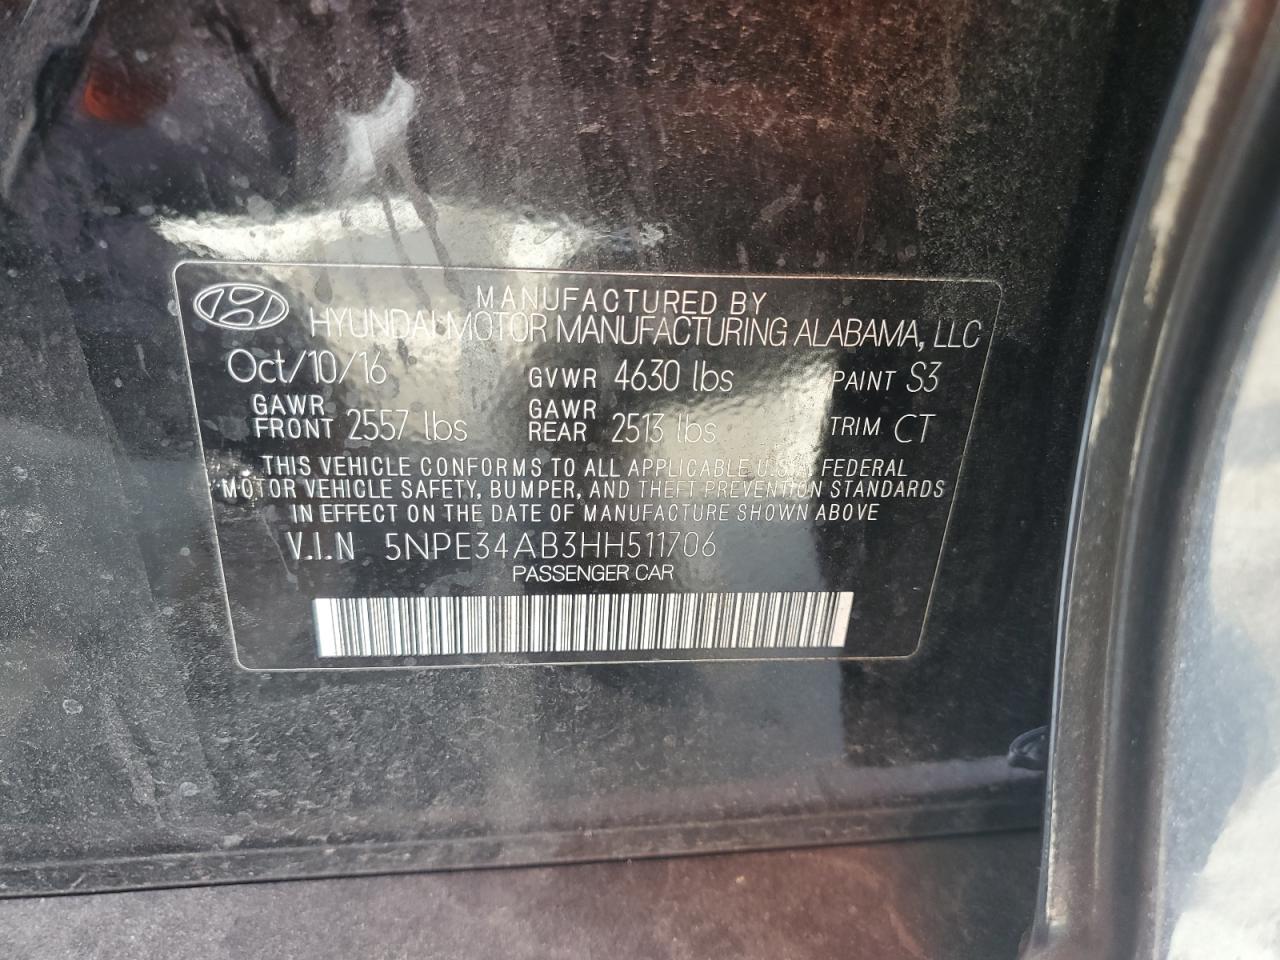 MANUFACTURED BY
HYUNDAI MOTOR MANUFACTURING ALABAMA, LLC
Oct/10/16 GVWR 4630 lbs PAINT S3
GAWR FRONT 2557 lbs GAWR REAR 2513 lbs TRIM CT
THIS VEHICLE CONFORMS TO ALL APPLICABLE U.S.A. FEDERAL
MOTOR VEHICLE SAFETY, BUMPER, AND THEFT PREVENTION STANDARDS
IN EFFECT ON THE DATE OF MANUFACTURE SHOWN ABOVE
V.I.N 5NPE34AB3HH511706
PASSENGER CAR